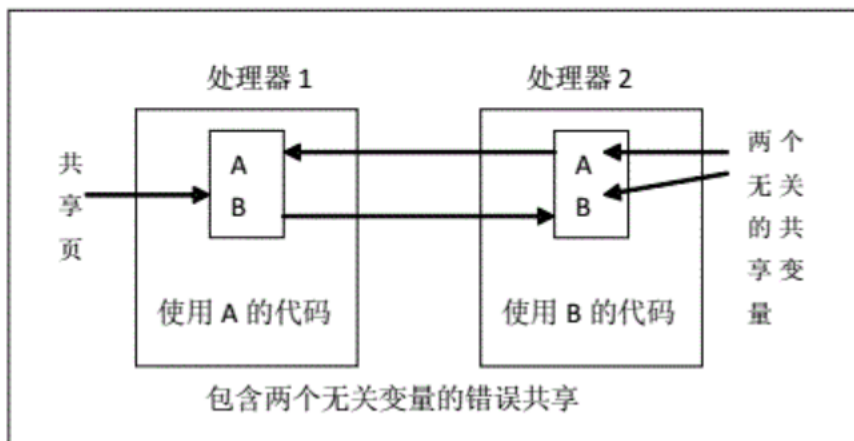 处理器 1
处理器 2
共享页
A
B
A
B
两个无关的共享变量
使用 A 的代码
使用 B 的代码
包含两个无关变量的错误共享